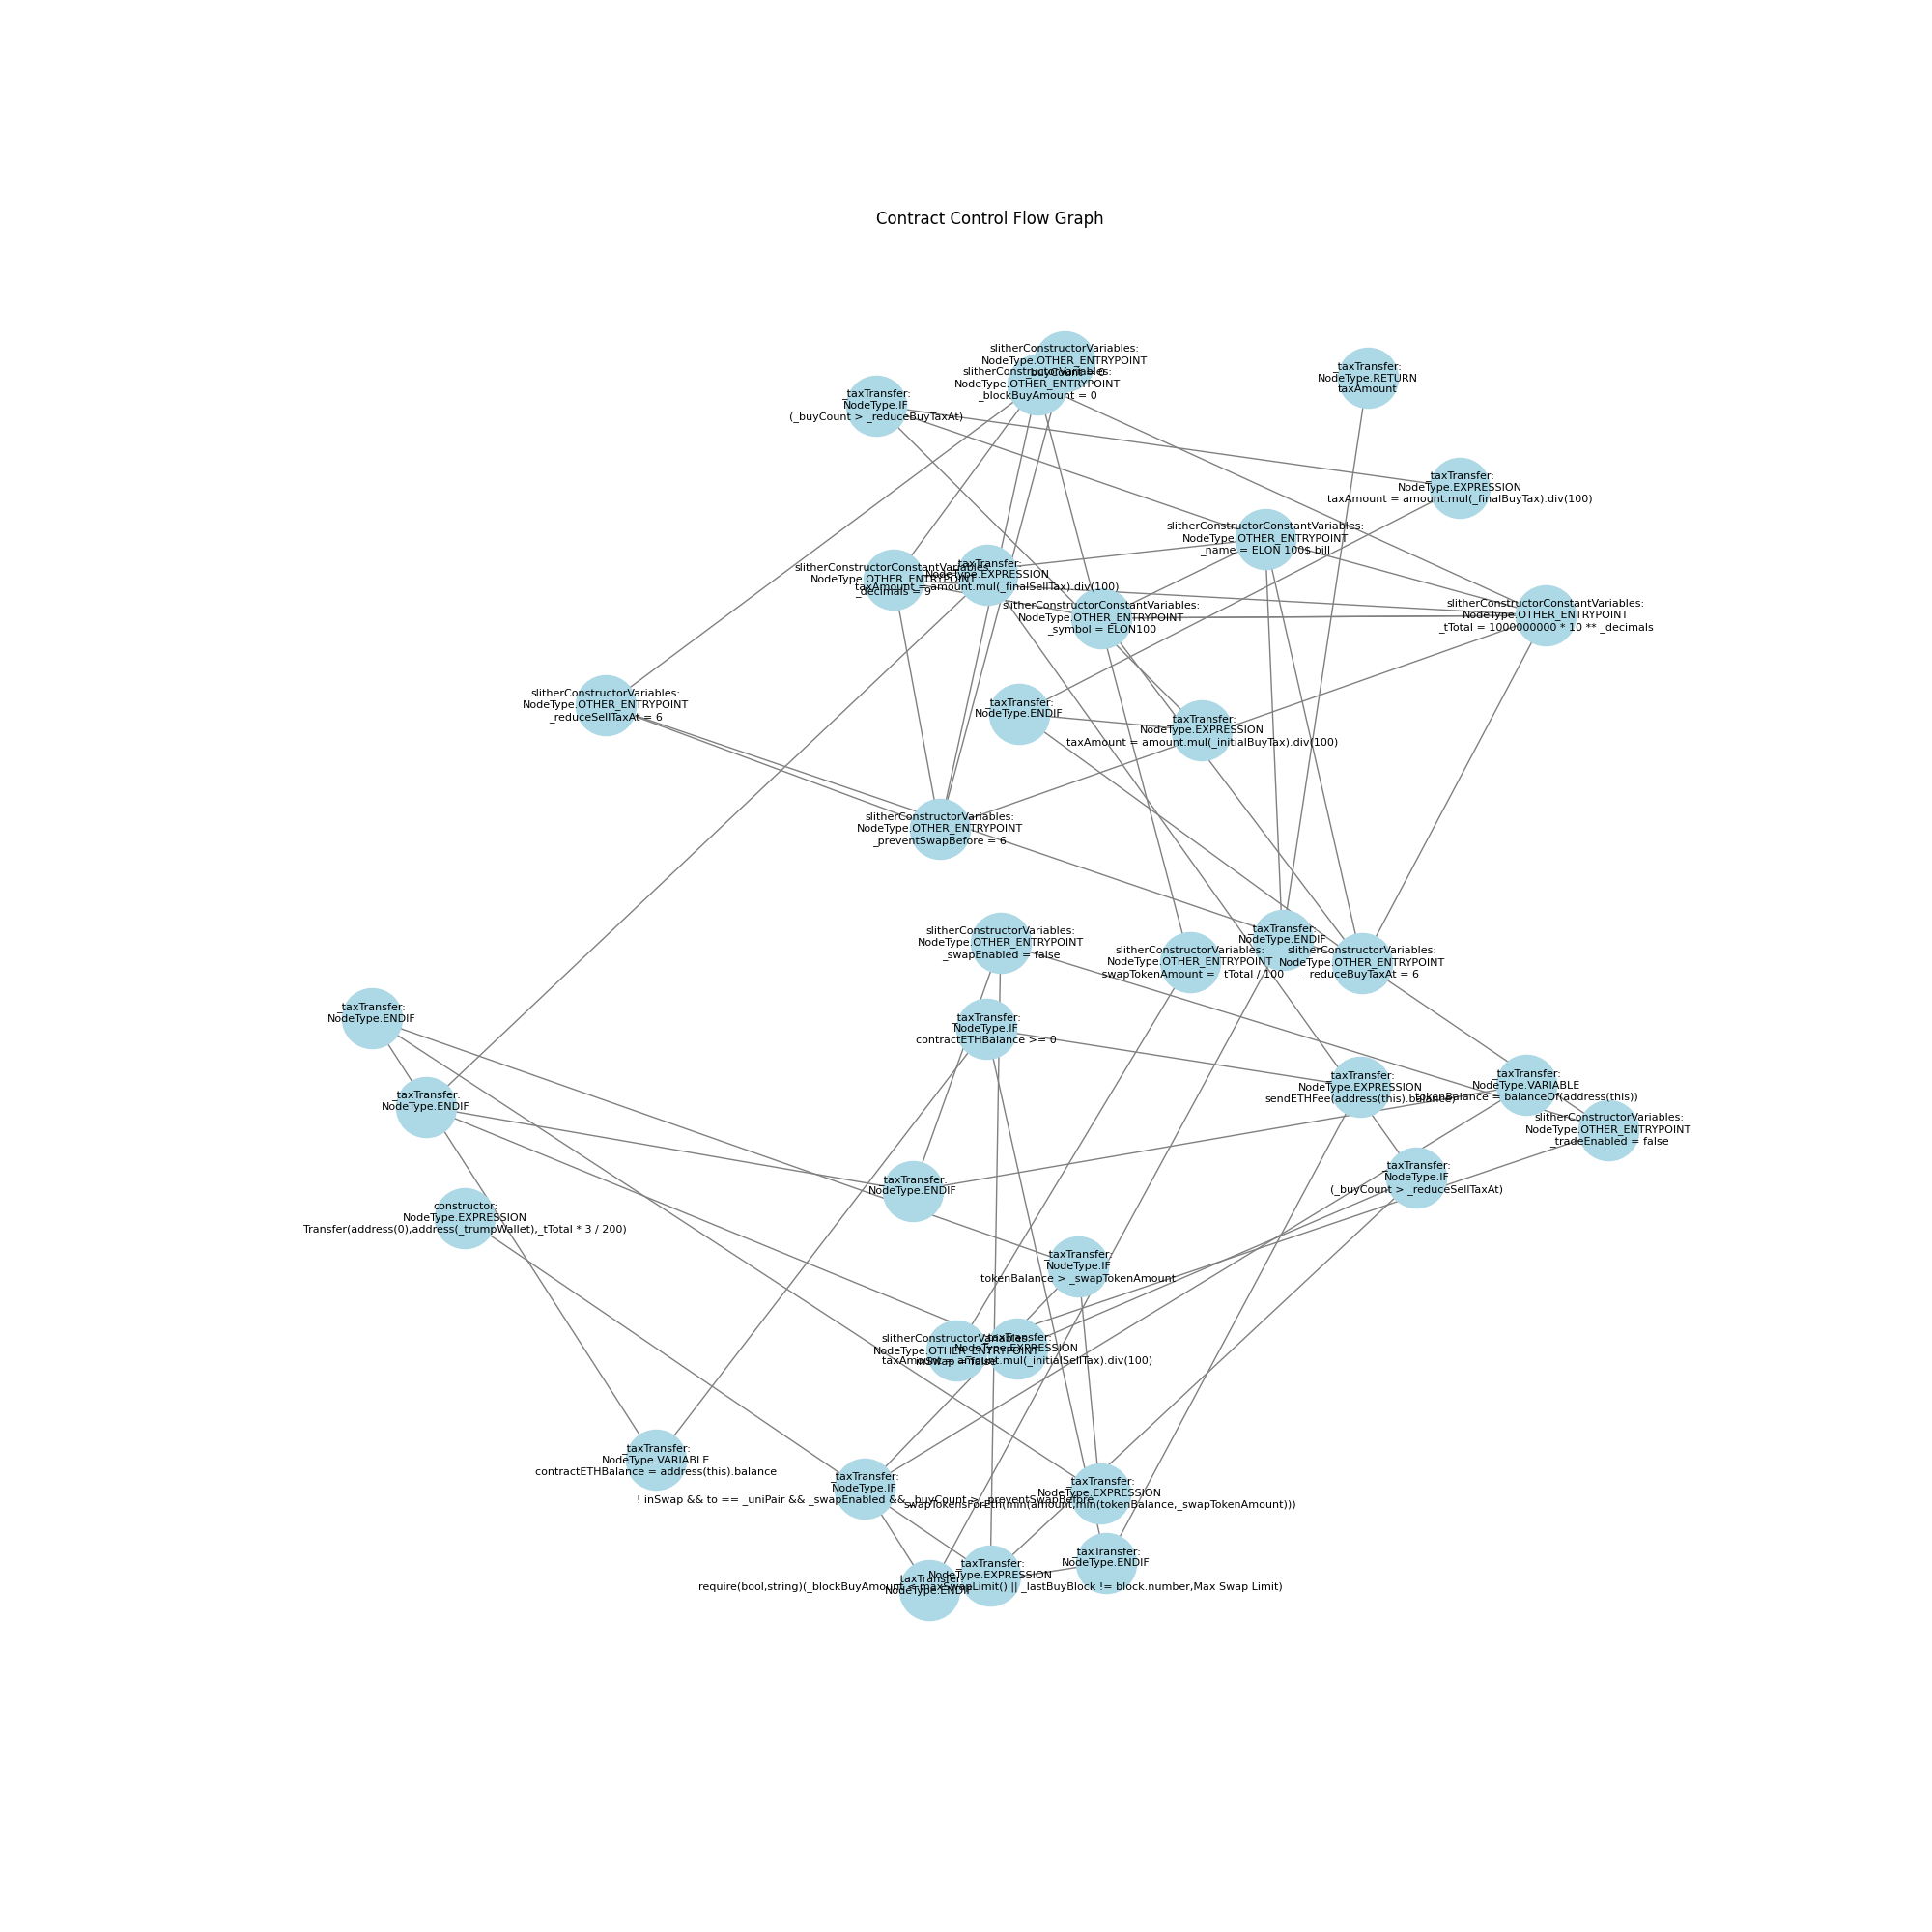 Contract Control Flow Graph
slitherConstructorVariables:
NodeType.OTHER_ENTRYPOINT
_buyCount = 0
slitherConstructorVariables:
NodeType.OTHER_ENTRYPOINT
_blockBuyAmount = 0
_taxTransfer:
NodeType.RETURN
taxAmount
_taxTransfer:
NodeType.IF
(_buyCount > _reduceBuyTaxAt)
_taxTransfer:
NodeType.EXPRESSION
taxAmount = amount.mul(_finalBuyTax).div(100)
slitherConstructorConstantVariables:
NodeType.OTHER_ENTRYPOINT
_name = ELON 100$ bill
slitherConstructorConstantVariables:
NodeType.OTHER_ENTRYPOINT
_decimals = 9
_taxTransfer:
NodeType.EXPRESSION
taxAmount = amount.mul(_finalSellTax).div(100)
slitherConstructorConstantVariables:
NodeType.OTHER_ENTRYPOINT
_symbol = ELON100
slitherConstructorConstantVariables:
NodeType.OTHER_ENTRYPOINT
_tTotal = 1000000000 * 10 ** _decimals
slitherConstructorVariables:
NodeType.OTHER_ENTRYPOINT
_reduceSellTaxAt = 6
_taxTransfer:
NodeType.ENDIF
_taxTransfer:
NodeType.EXPRESSION
taxAmount = amount.mul(_initialBuyTax).div(100)
slitherConstructorVariables:
NodeType.OTHER_ENTRYPOINT
_preventSwapBefore = 6
slitherConstructorVariables:
NodeType.OTHER_ENTRYPOINT
_swapEnabled = false
_taxTransfer:
NodeType.ENDIF
slitherConstructorVariables:
NodeType.OTHER_ENTRYPOINT
_swapTokenAmount = _tTotal / 100
slitherConstructorVariables:
NodeType.OTHER_ENTRYPOINT
_reduceBuyTaxAt = 6
_taxTransfer:
NodeType.ENDIF
_taxTransfer:
NodeType.IF
contractETHBalance >= 0
_taxTransfer:
NodeType.EXPRESSION
sendETHFee(address(this).balance)
_taxTransfer:
NodeType.VARIABLE
tokenBalance = balanceOf(address(this))
_taxTransfer:
NodeType.ENDIF
slitherConstructorVariables:
NodeType.OTHER_ENTRYPOINT
_tradeEnabled = false
_taxTransfer:
NodeType.IF
(_buyCount > _reduceSellTaxAt)
_taxTransfer:
NodeType.ENDIF
constructor:
NodeType.EXPRESSION
Transfer(address(0),address(_trumpWallet),_tTotal * 3 / 200)
_taxTransfer:
NodeType.IF
tokenBalance > _swapTokenAmount
slitherConstructorVariables:
NodeType.OTHER_ENTRYPOINT
inSwap = false
_taxTransfer:
NodeType.EXPRESSION
taxAmount = amount.mul(_initialSellTax).div(100)
_taxTransfer:
NodeType.VARIABLE
contractETHBalance = address(this).balance
_taxTransfer:
NodeType.IF
! inSwap && to == _uniPair && _swapEnabled && _buyCount > _preventSwapBefore
_taxTransfer:
NodeType.EXPRESSION
swapTokensForEth(min(amount,min(tokenBalance,_swapTokenAmount)))
_taxTransfer:
NodeType.ENDIF
_taxTransfer:
NodeType.EXPRESSION
require(bool,string)(_blockBuyAmount < maxSwapLimit() || _lastBuyBlock != block.number,Max Swap Limit)
_taxTransfer:
NodeType.ENDIF